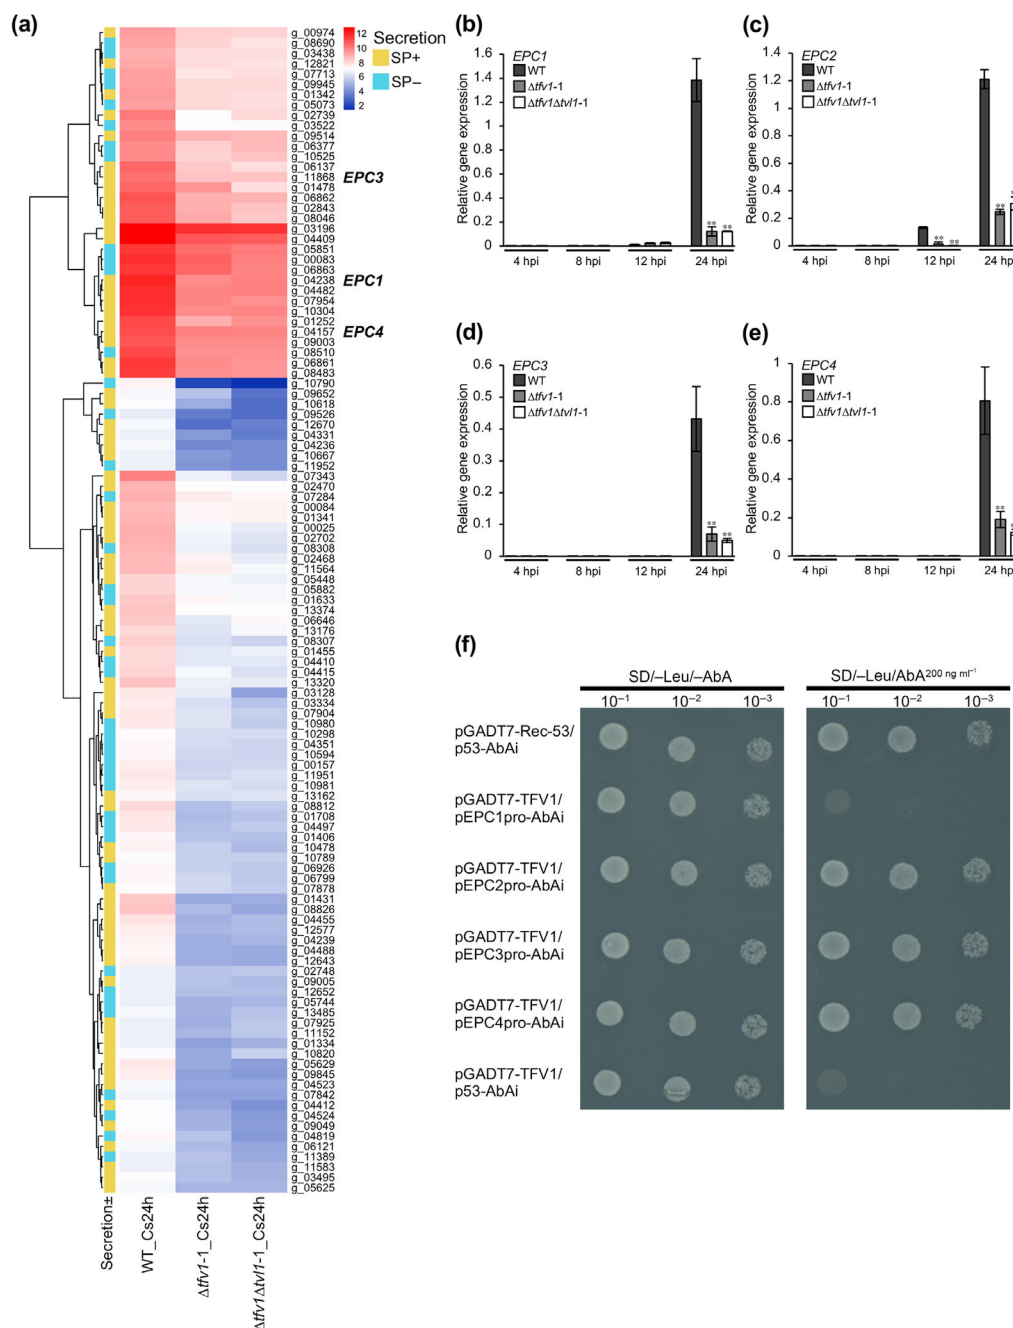 (a)
12
10
8
6
4
2
Secretion
SP+
SP−
g_00974
g_08690
g_03438
g_12821
g_07713
g_09945
g_01342
g_05073
g_02739
g_03522
g_09514
g_06377
g_10525
g_06137
g_11868
EPC3
g_01478
g_06862
g_02843
g_08046
g_03196
g_04409
g_05851
g_00083
g_06863
g_04238
EPC1
g_04482
g_07954
g_10304
g_01252
g_04157
EPC4
g_09003
g_08510
g_06861
g_08483
g_10790
g_09652
g_10618
g_09526
g_12670
g_04331
g_04236
g_10667
g_11952
g_07343
g_02470
g_07284
g_00084
g_01341
g_00025
g_02702
g_08308
g_02468
g_11564
g_05448
g_05882
g_01633
g_13374
g_06646
g_13176
g_08307
g_01455
g_04410
g_04415
g_13320
g_03128
g_03334
g_07904
g_10980
g_10298
g_04351
g_10594
g_00157
g_11951
g_10981
g_13162
g_08812
g_01708
g_04497
g_01406
g_10478
g_10789
g_06926
g_06799
g_07878
g_01431
g_08826
g_04455
g_12577
g_04239
g_04488
g_12643
g_02748
g_09005
g_12652
g_05744
g_13485
g_07925
g_11152
g_01334
g_10820
g_05629
g_09845
g_04523
g_07842
g_04412
g_04524
g_09049
g_04819
g_06121
g_11389
g_11583
g_03495
g_05625
Secretion±
WT_Cs24h
Δtfv1-1_Cs24h
Δtfv1Δtvl1-1_Cs24h
(b)
Relative gene expression
1.6
1.4
1.2
1
0.8
0.6
0.4
0.2
0
EPC1
WT
Δtfv1-1
Δtfv1Δtvl1-1
** **
4 hpi 8 hpi 12 hpi 24 hpi
(c)
Relative gene expression
1.4
1.2
1
0.8
0.6
0.4
0.2
0
EPC2
WT
Δtfv1-1
Δtfv1Δtvl1-1
** ** **
4 hpi 8 hpi 12 hpi 24 hpi
(d)
Relative gene expression
0.6
0.5
0.4
0.3
0.2
0.1
0
EPC3
WT
Δtfv1-1
Δtfv1Δtvl1-1
** **
4 hpi 8 hpi 12 hpi 24 hpi
(e)
Relative gene expression
1
0.8
0.6
0.4
0.2
0
EPC4
WT
Δtfv1-1
Δtfv1Δtvl1-1
**
4 hpi 8 hpi 12 hpi 24 hpi
(f)
SD/–Leu/–AbA SD/–Leu/AbA200 ng ml−1
10−1 10−2 10−3 10−1 10−2 10−3
pGADT7-Rec-53/
p53-AbAi
pGADT7-TFV1/
pEPC1pro-AbAi
pGADT7-TFV1/
pEPC2pro-AbAi
pGADT7-TFV1/
pEPC3pro-AbAi
pGADT7-TFV1/
pEPC4pro-AbAi
pGADT7-TFV1/
p53-AbAi